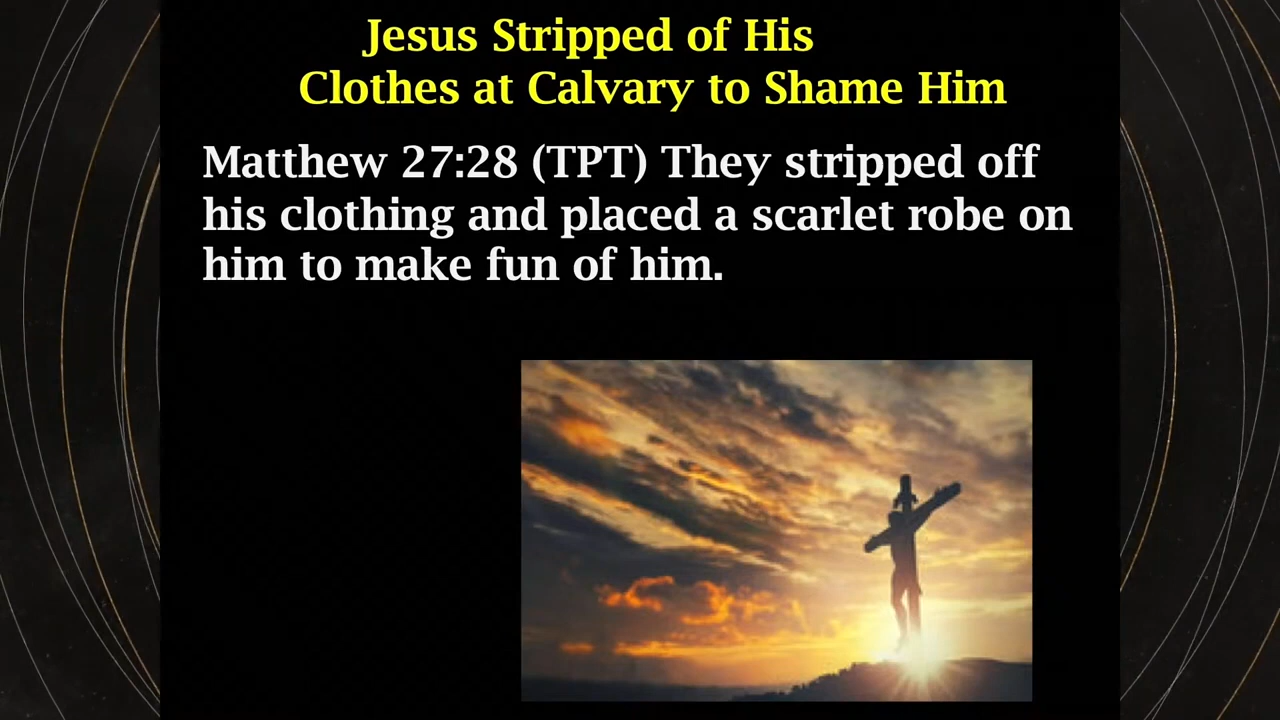 Jesus Stripped of His
Clothes at Calvary to Shame Him
Matthew 27:28 (TPT) They stripped off
his clothing and placed a scarlet robe on
him to make fun of him.